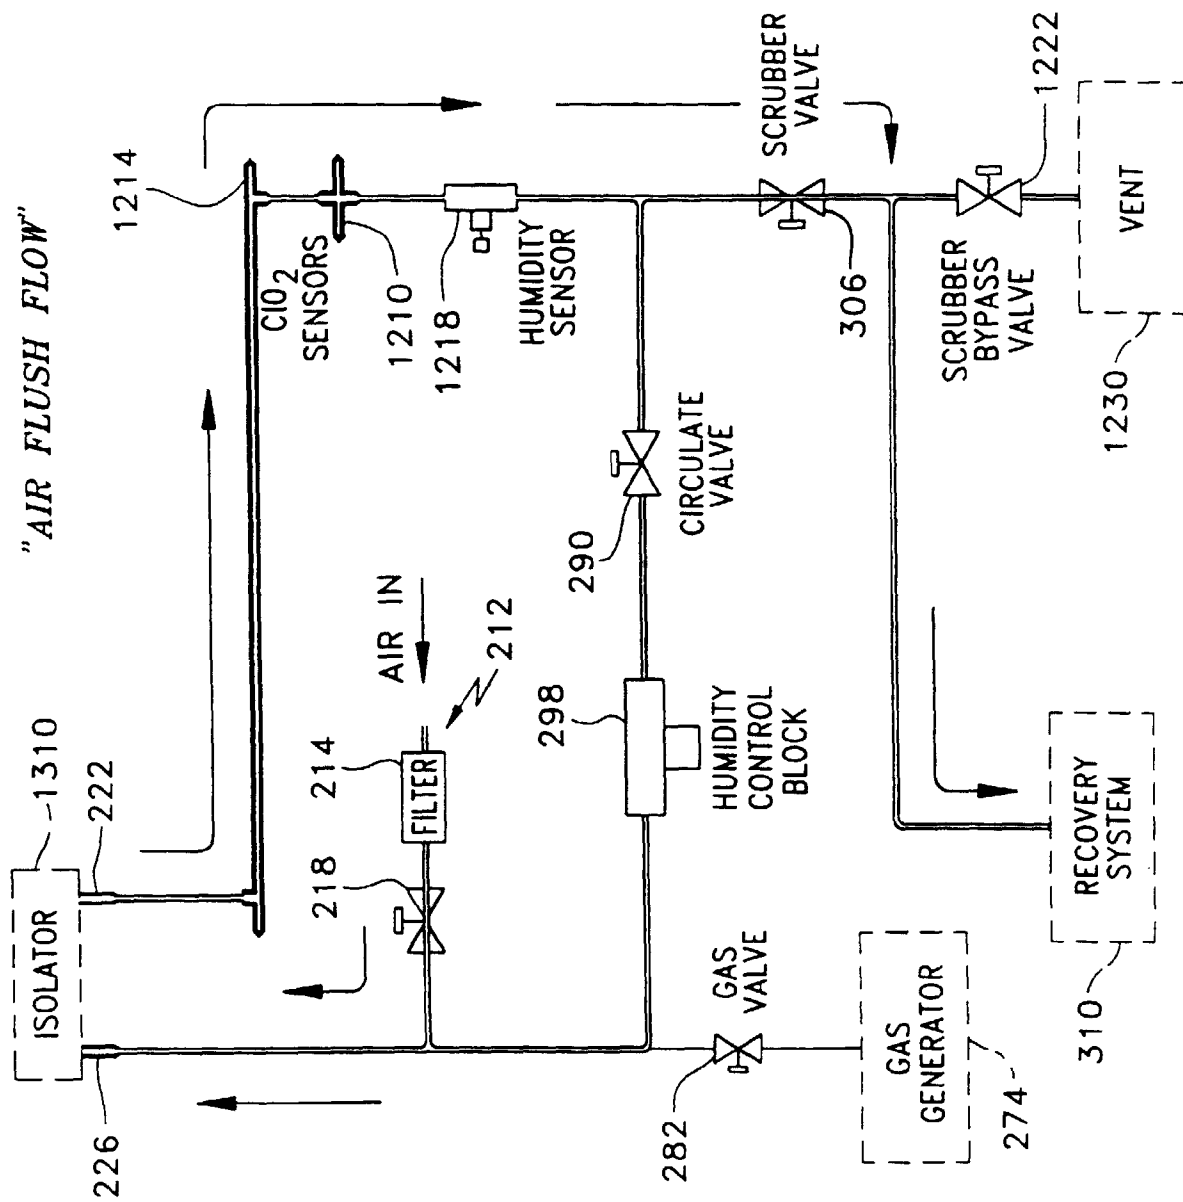 "AIR FLUSH FLOW"
ISOLATOR
1310
222
226
1214
ClO2
SENSORS
1210
1218
HUMIDITY
SENSOR
AIR IN
212
214
FILTER
218
290
CIRCULATE
VALVE
298
HUMIDITY
CONTROL
BLOCK
SCRUBBER
VALVE
306
1222
SCRUBBER
BYPASS
VALVE
VENT
1230
GAS
VALVE
282
GAS
GENERATOR
274
RECOVERY
SYSTEM
310